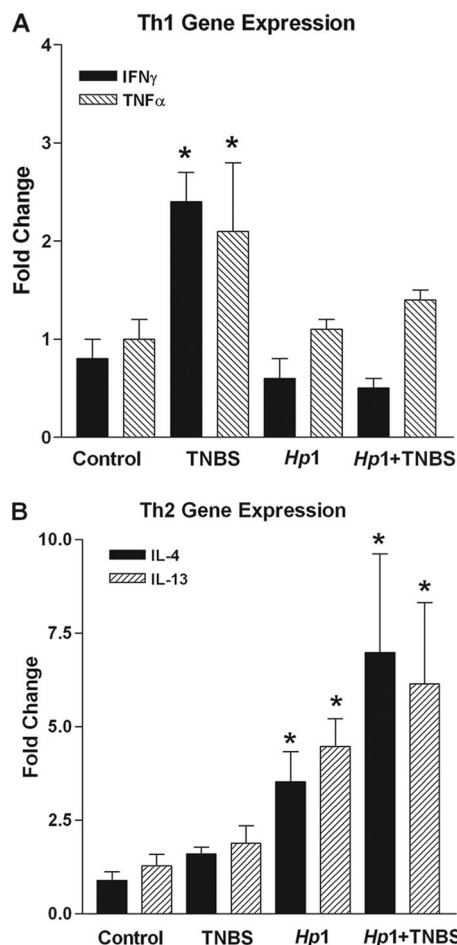 A
Th1 Gene Expression
4
3
2
1
0
Fold Change
IFNγ
TNFα
* *
Control TNBS Hp1 Hp1+TNBS
B
Th2 Gene Expression
10.0
7.5
5.0
2.5
0.0
Fold Change
IL-4
IL-13
* * * *
Control TNBS Hp1 Hp1+TNBS